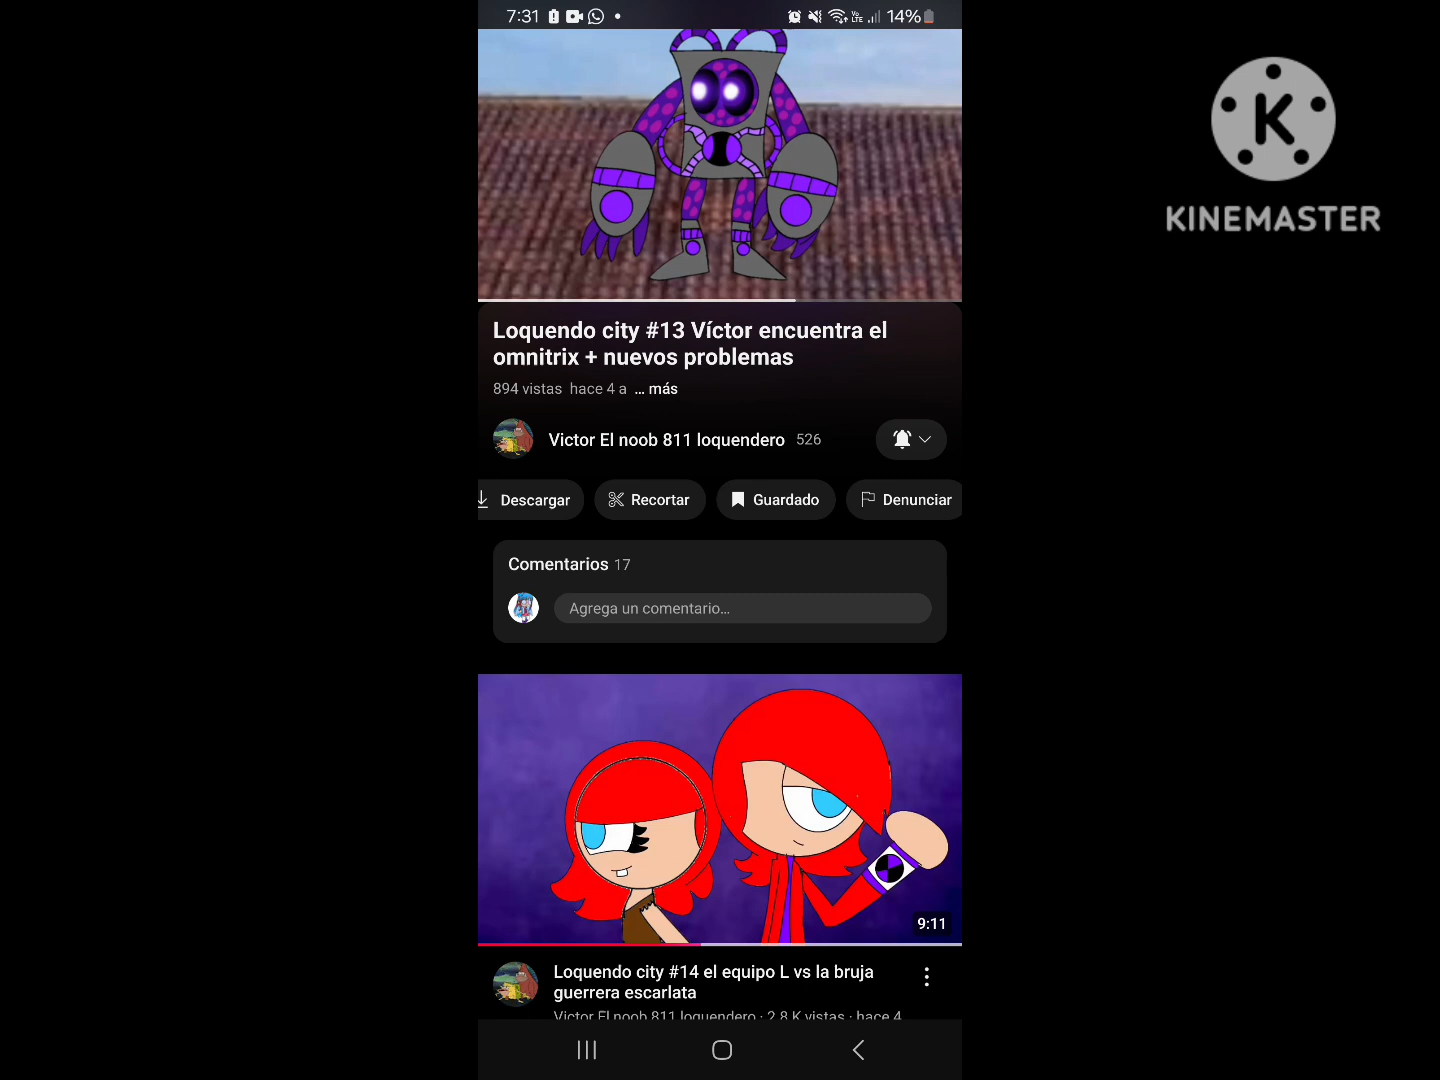 7:31
Vo
LTE
14%
K
KINEMASTER
Loquendo city #13 Víctor encuentra el
omnitrix + nuevos problemas
894 vistas hace 4 a ... más
Victor El noob 811 loquendero 526
Descargar
Recortar
Guardado
Denunciar
Comentarios 17
Agrega un comentario...
9:11
Loquendo city #14 el equipo L vs la bruja
guerrera escarlata
Victor El noob 811 loquendero · 2.8 K vistas · hace 4